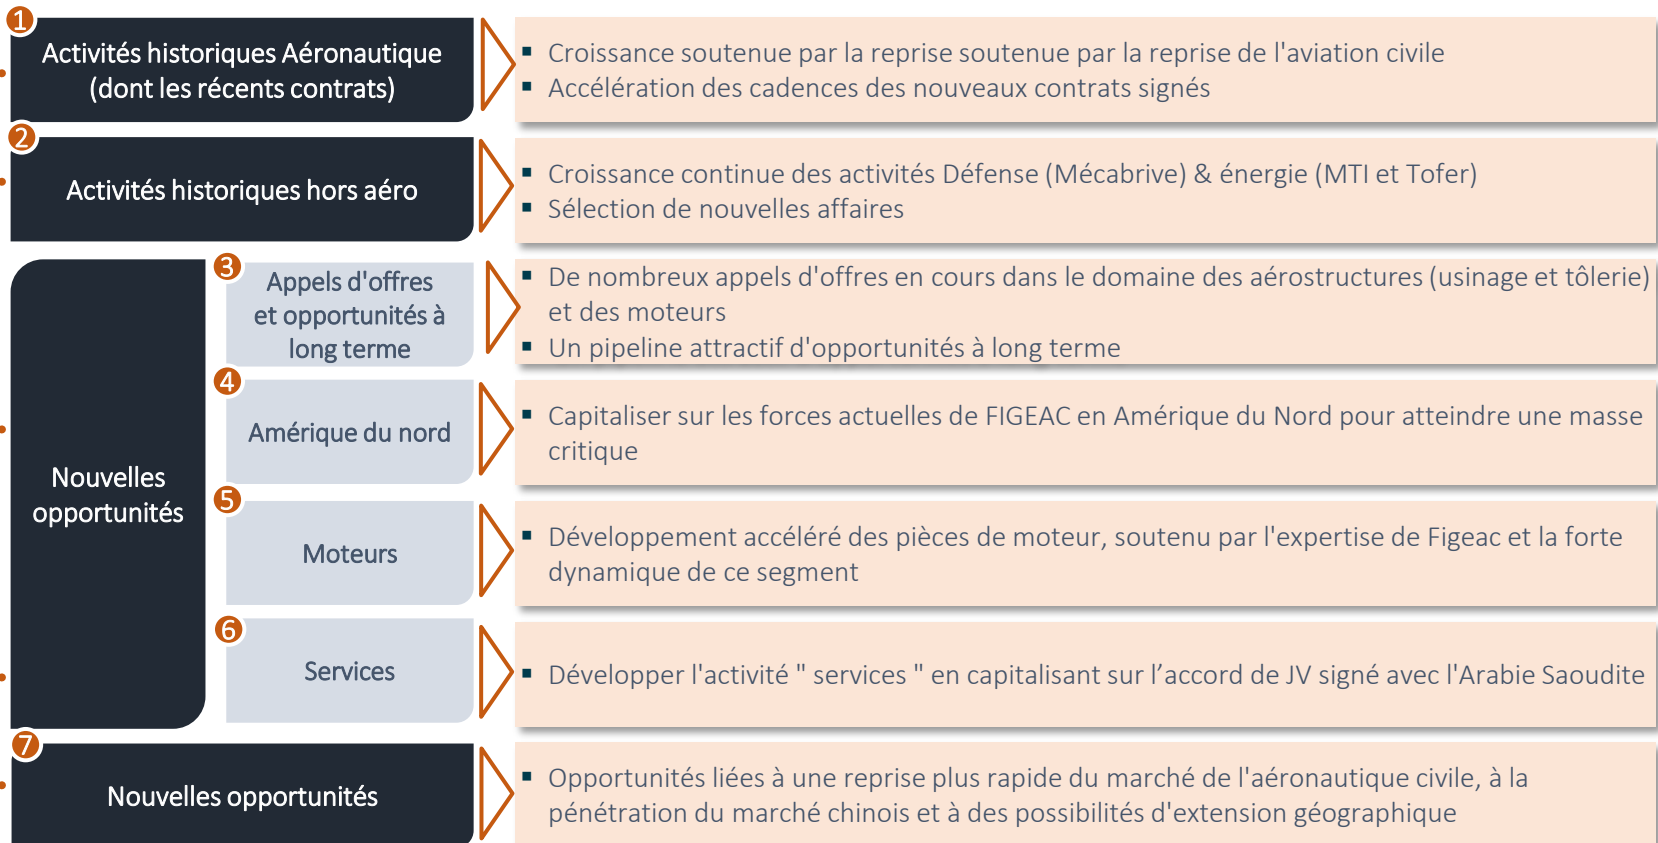 1
Activités historiques Aéronautique
(dont les récents contrats)
▪ Croissance soutenue par la reprise soutenue par la reprise de l'aviation civile
▪ Accélération des cadences des nouveaux contrats signés
2
Activités historiques hors aéro
▪ Croissance continue des activités Défense (Mécabrive) & énergie (MTI et Tofer)
▪ Sélection de nouvelles affaires
Nouvelles
opportunités
3
Appels d'offres
et opportunités à
long terme
▪ De nombreux appels d'offres en cours dans le domaine des aérostructures (usinage et tôlerie)
et des moteurs
▪ Un pipeline attractif d'opportunités à long terme
4
Amérique du nord
▪ Capitaliser sur les forces actuelles de FIGEAC en Amérique du Nord pour atteindre une masse
critique
5
Moteurs
▪ Développement accéléré des pièces de moteur, soutenu par l'expertise de Figeac et la forte
dynamique de ce segment
6
Services
▪ Développer l'activité " services " en capitalisant sur l’accord de JV signé avec l'Arabie Saoudite
7
Nouvelles opportunités
▪ Opportunités liées à une reprise plus rapide du marché de l'aéronautique civile, à la
pénétration du marché chinois et à des possibilités d'extension géographique